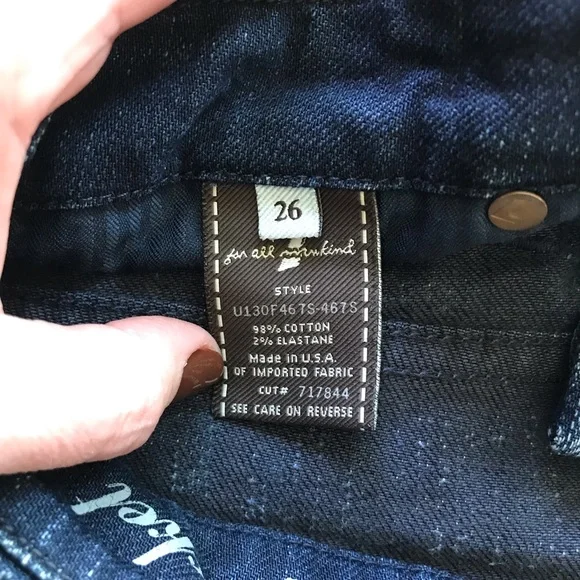 26
for all mankind
STYLE
U130F467S-467S
98% COTTON
2% ELASTANE
Made in U.S.A.
OF IMPORTED FABRIC
CUT# 717844
SEE CARE ON REVERSE